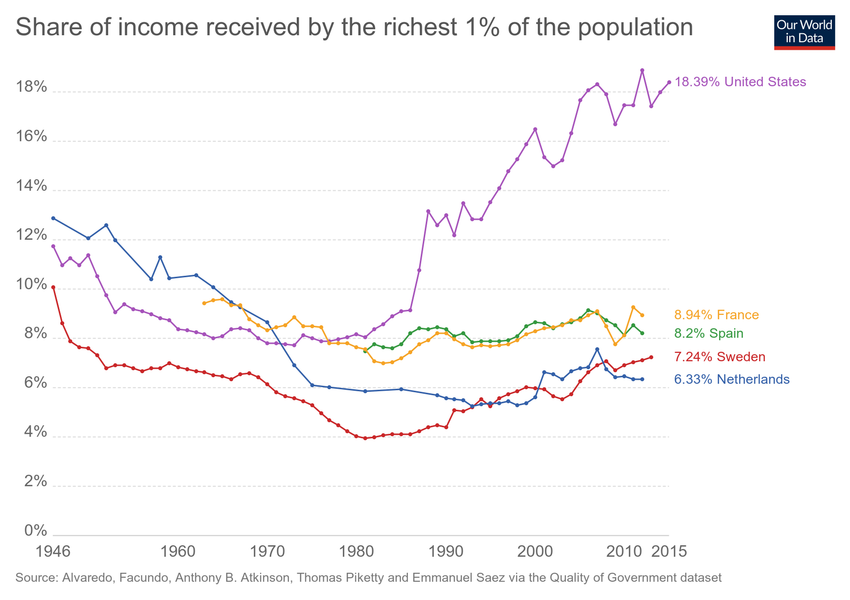 Share of income received by the richest 1% of the population
Our World
in Data
18%
16%
14%
12%
10%
8%
6%
4%
2%
0%
18.39% United States
8.94% France
8.2% Spain
7.24% Sweden
6.33% Netherlands
1946 1960 1970 1980 1990 2000 2010 2015
Source: Alvaredo, Facundo, Anthony B. Atkinson, Thomas Piketty and Emmanuel Saez via the Quality of Government dataset